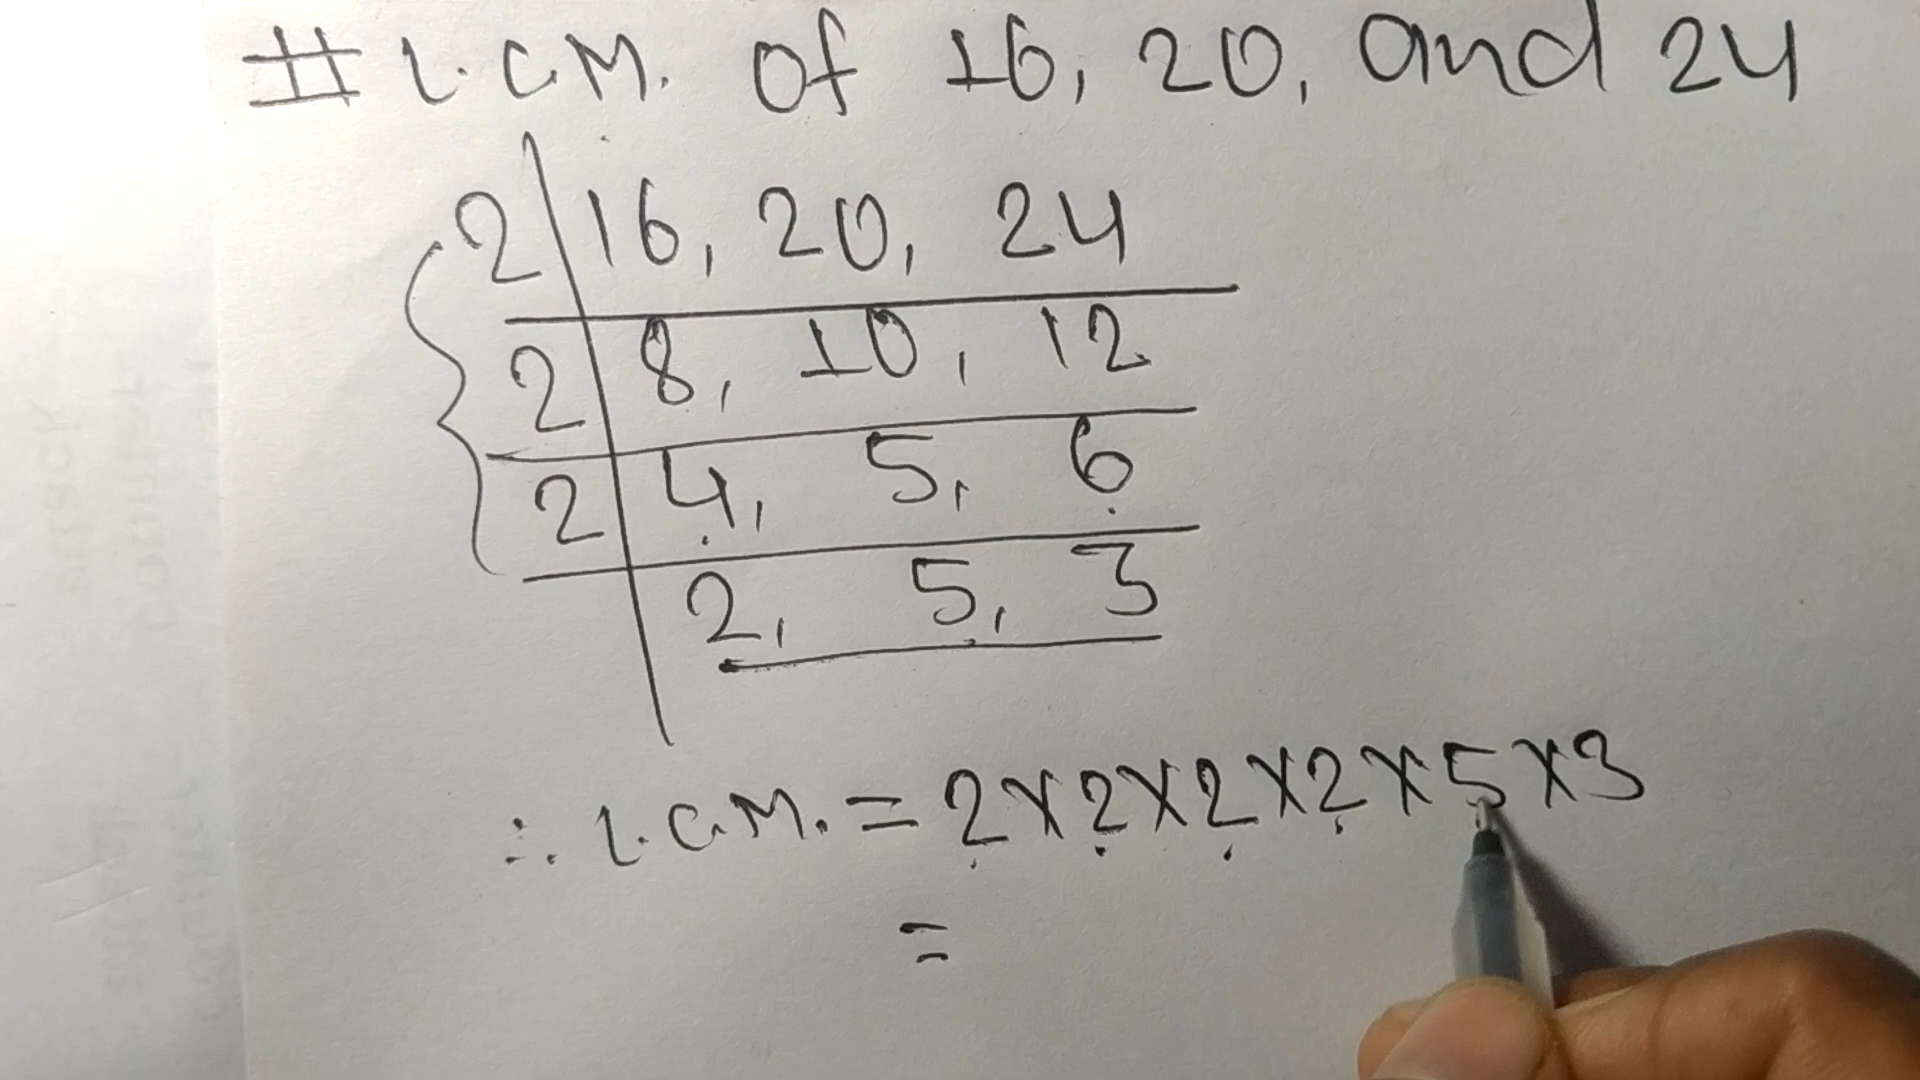 # L.C.M. of 16, 20, and 24
2 16, 20, 24
2 8, 10, 12
2 4, 5, 6
2, 5, 3
∴ L.C.M. = 2×2×2×2×5×3
=